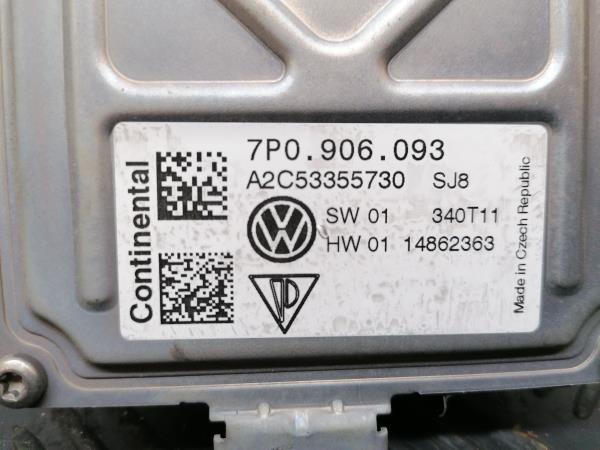 Continental
7P0.906.093
A2C53355730 SJ8
SW 01 340T11
HW 01 14862363
Made in Czech Republic